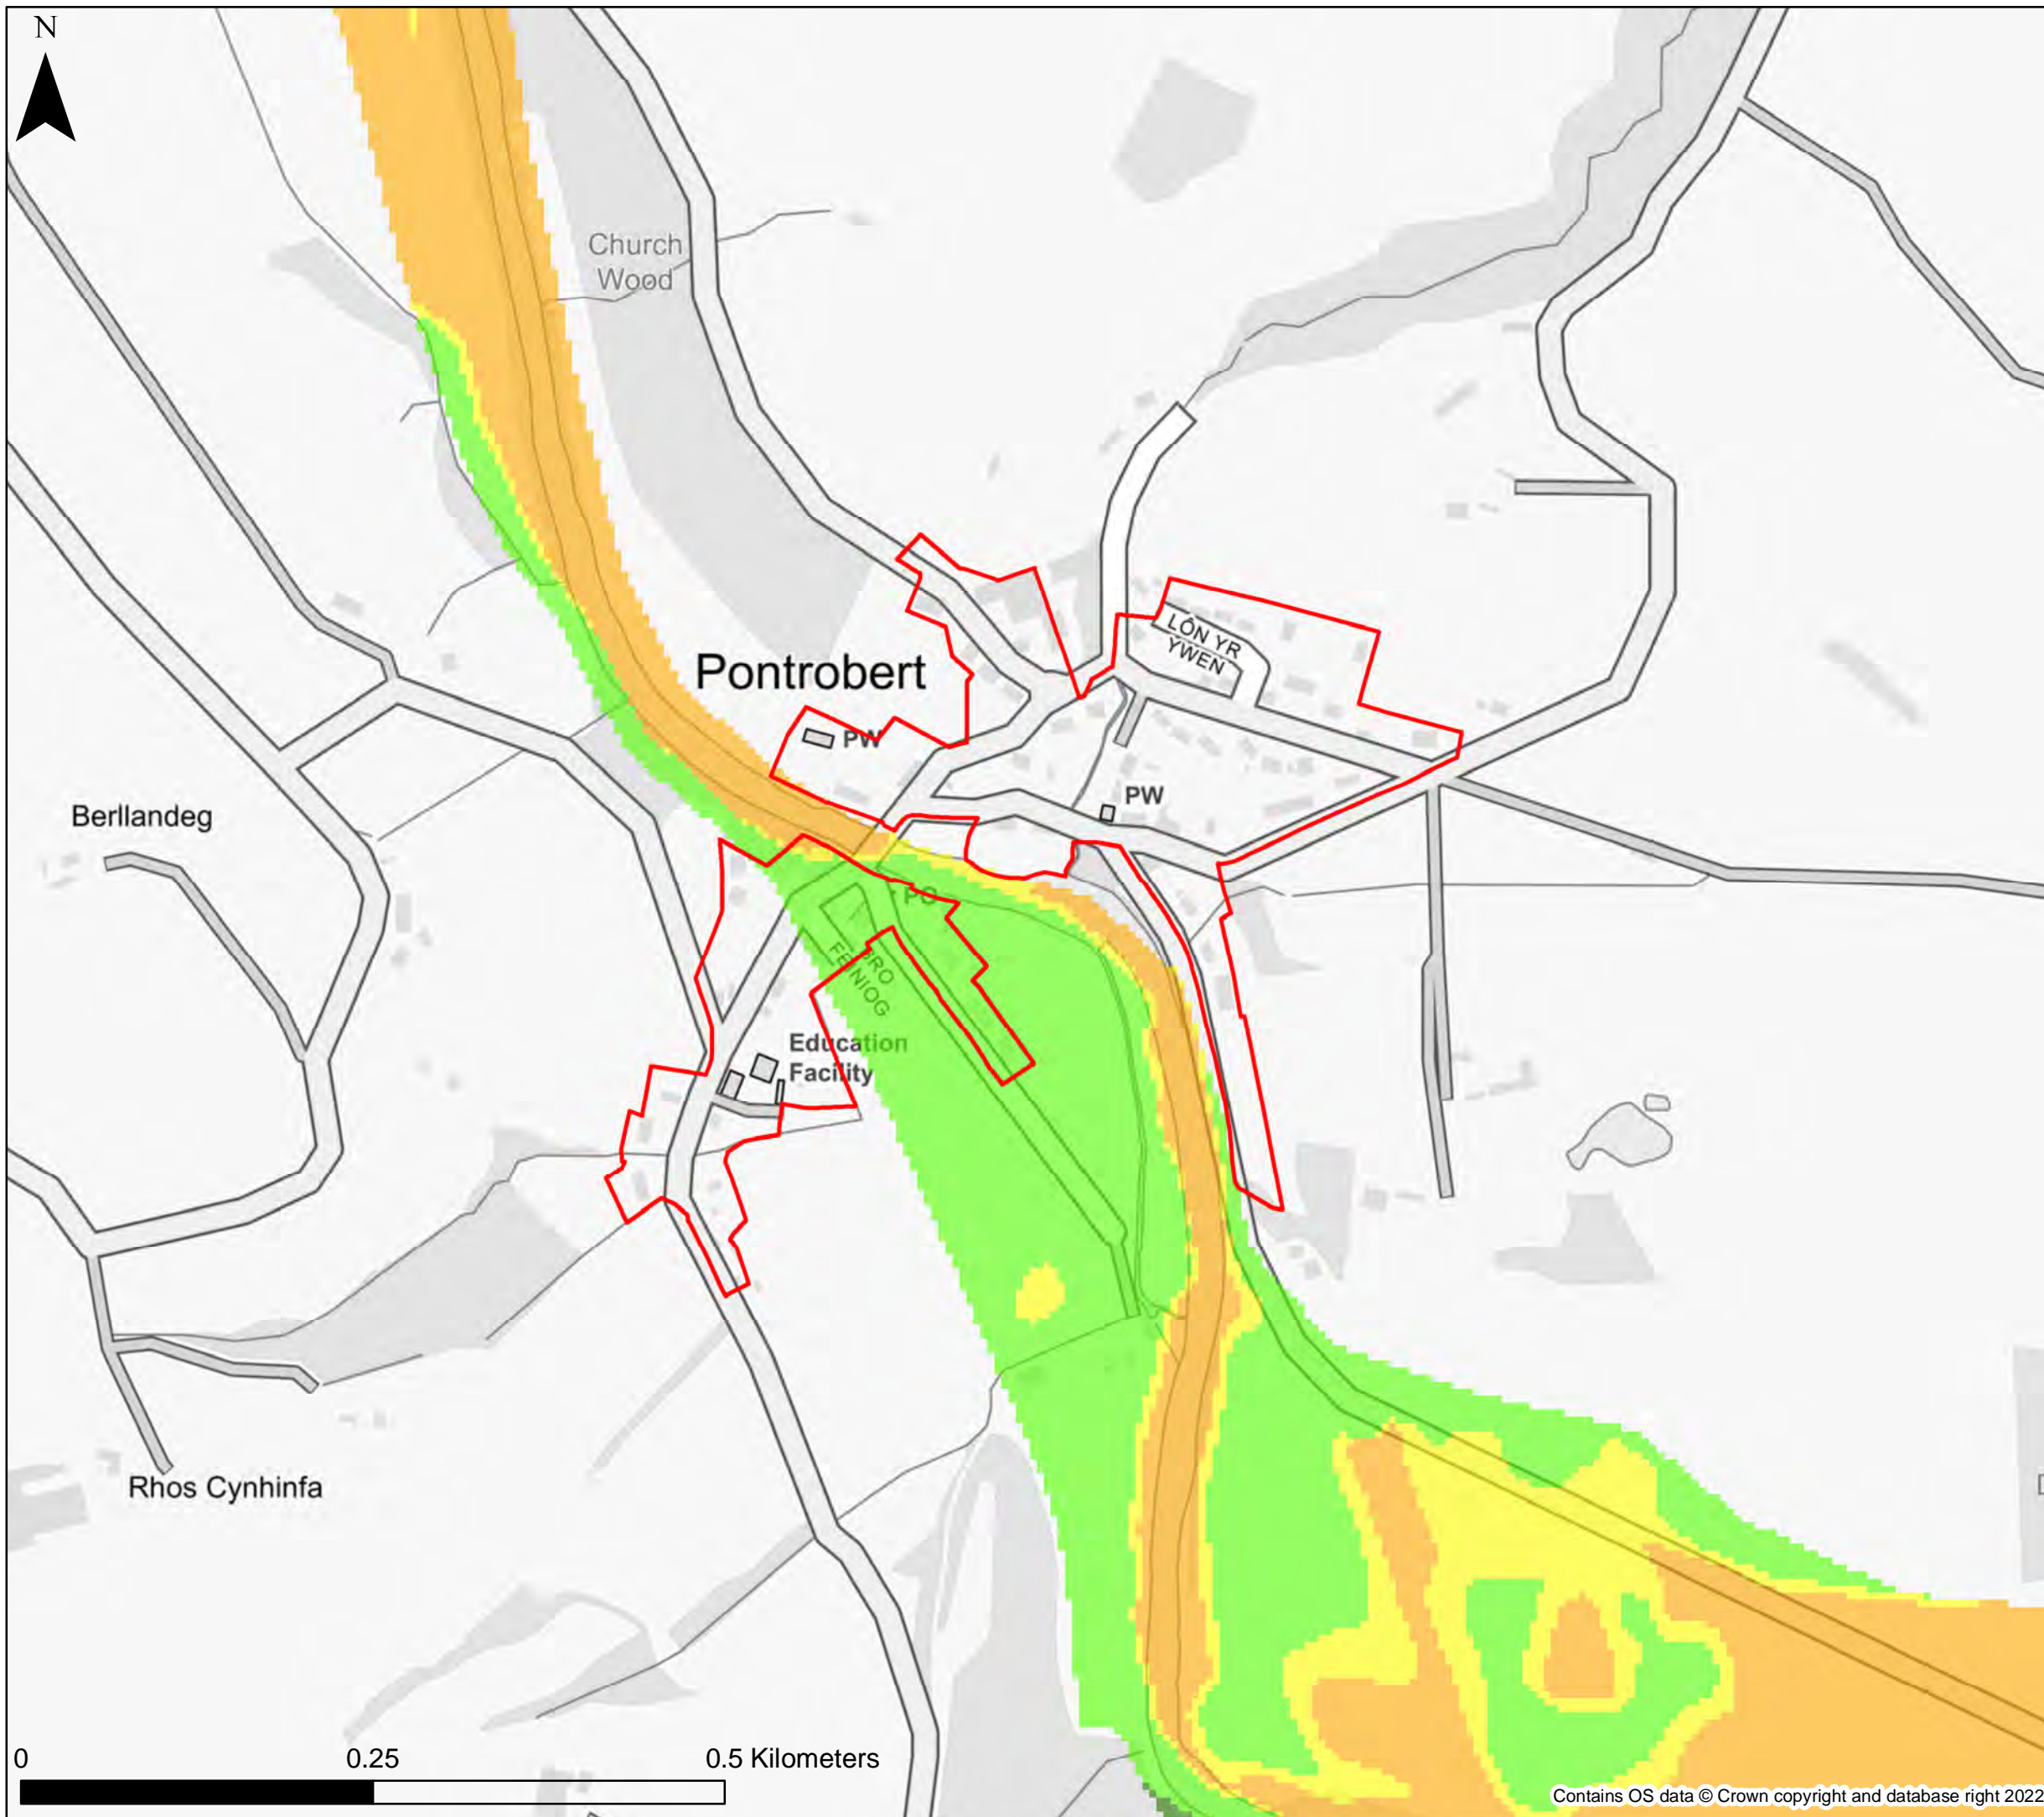 N
Church
Wood
LÔN YR
YWEN
Pontrobert
PW
PW
Berllandeg
PO
BRO
FEINIOG
Education
Facility
Rhos Cynhinfa
0
0.25
0.5 Kilometers
Contains OS data © Crown copyright and database right 2022